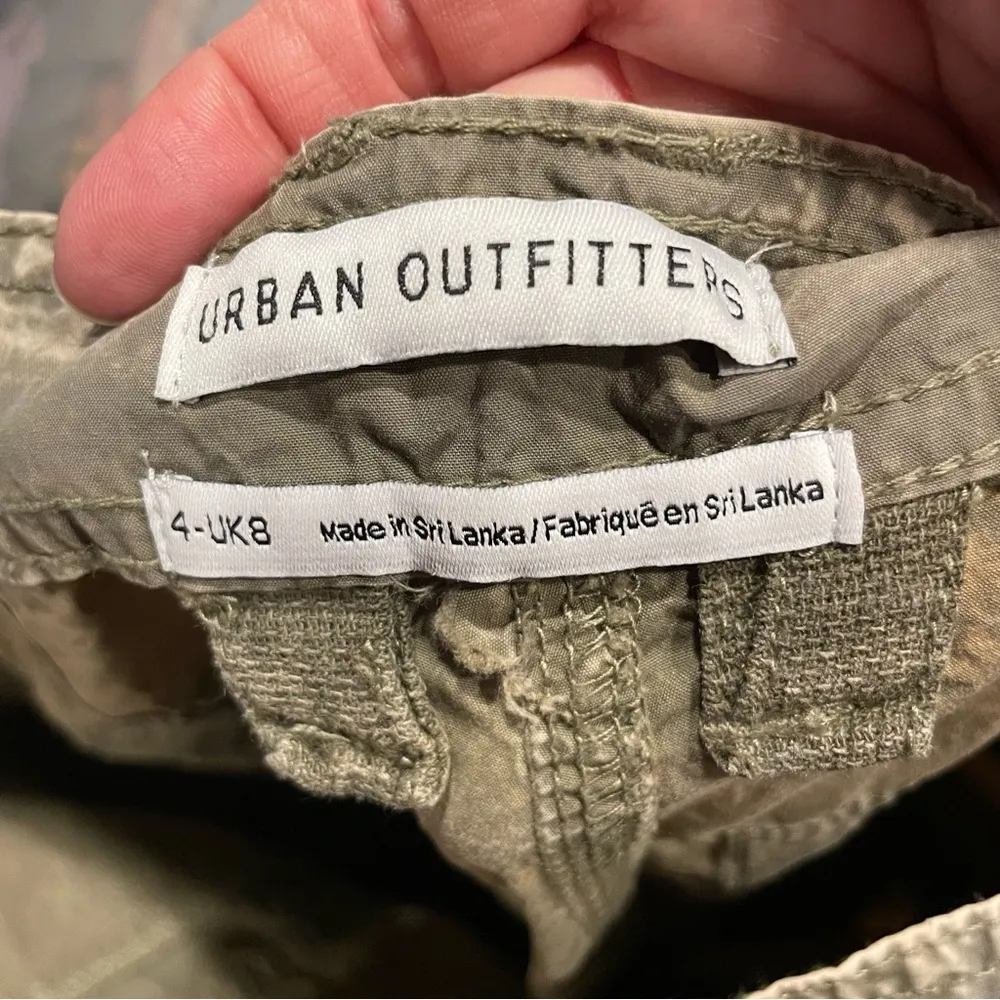 URBAN OUTFITTERS
4-UK8 Made in Sri Lanka / Fabriqué en Sri Lanka